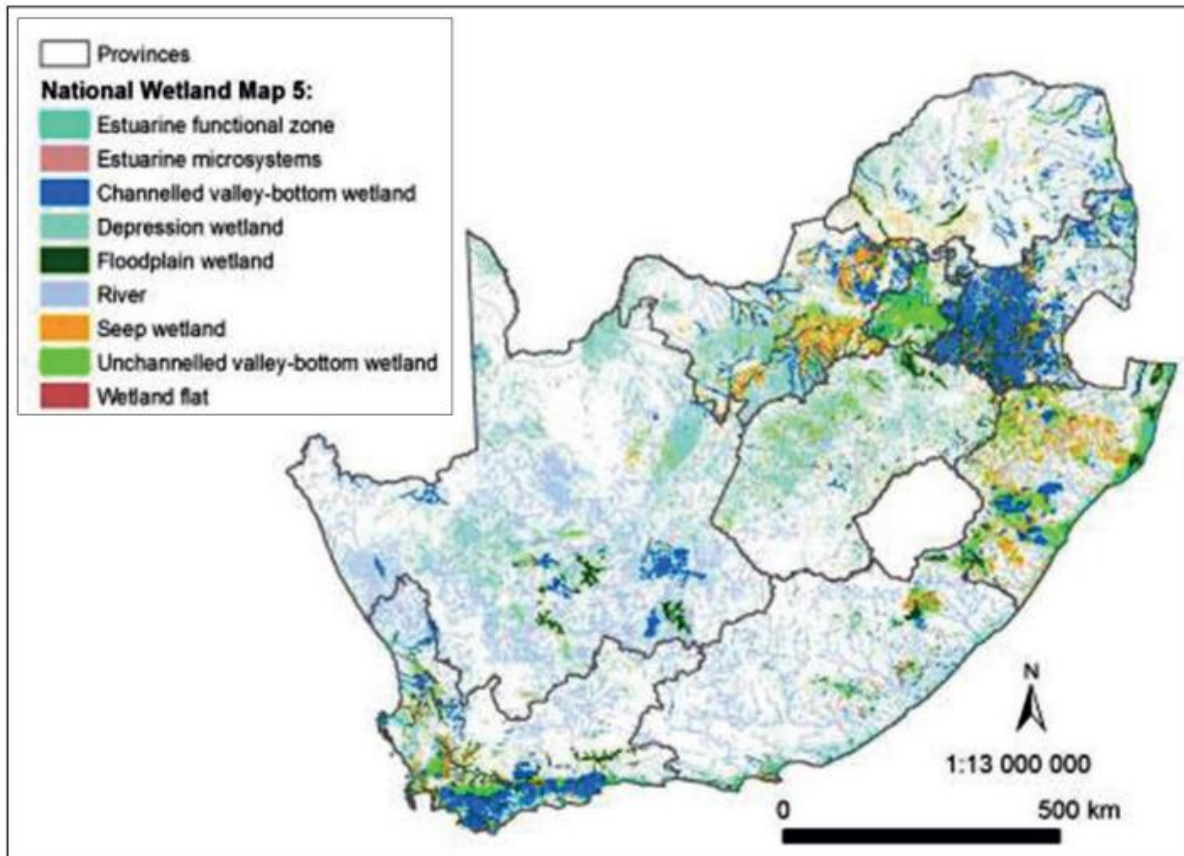 Provinces
National Wetland Map 5:
Estuarine functional zone
Estuarine microsystems
Channelled valley-bottom wetland
Depression wetland
Floodplain wetland
River
Seep wetland
Unchannelled valley-bottom wetland
Wetland flat
N
1:13 000 000
0 500 km